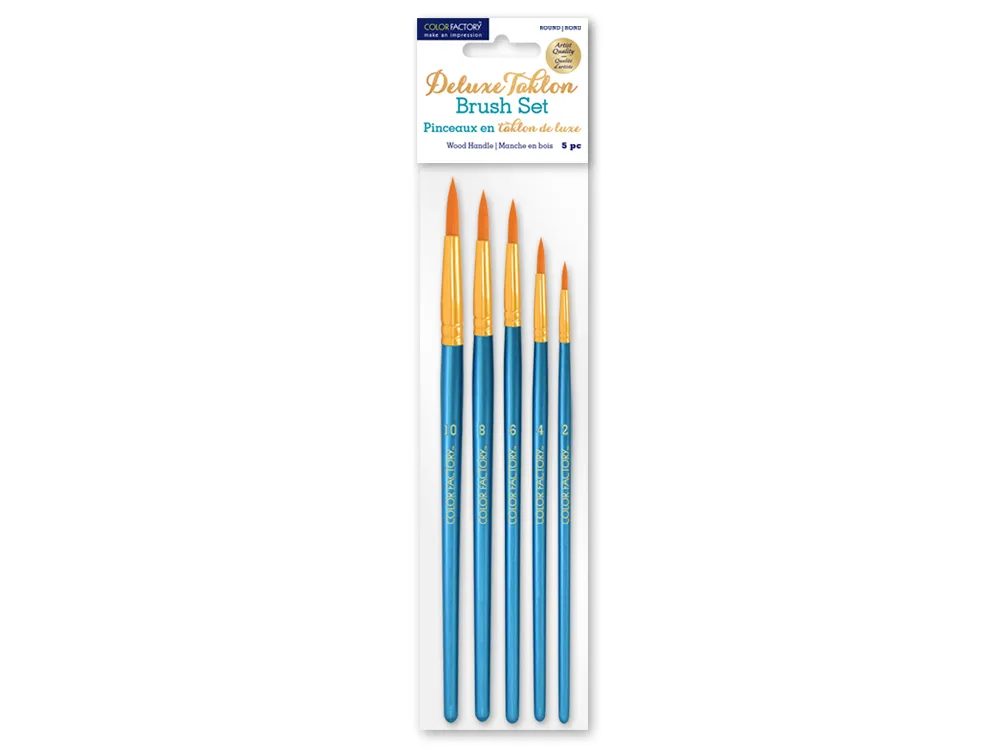 COLOR FACTORY
make an impression
ROUND | ROND
Artist
Quality
Qualité
d'artiste
Deluxe Taklon
Brush Set
Pinceaux en taklon de luxe
Wood Handle | Manche en bois 5 pc
10 8 6 4 2
COLOR FACTORY
COLOR FACTORY
COLOR FACTORY
COLOR FACTORY
COLOR FACTORY